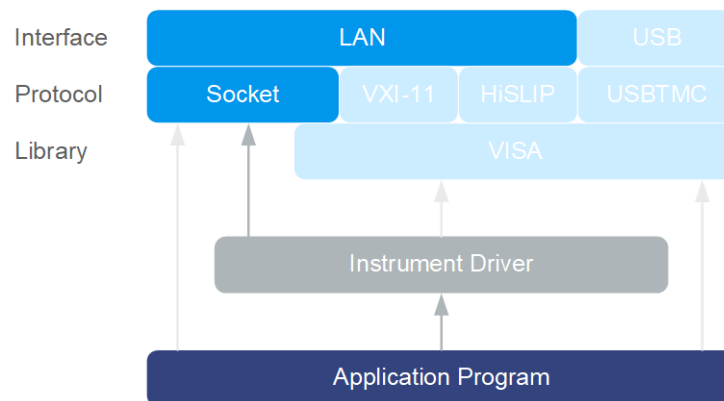 Interface LAN USB
Protocol Socket VXI-11 HiSLIP USBTMC
Library VISA
Instrument Driver
Application Program